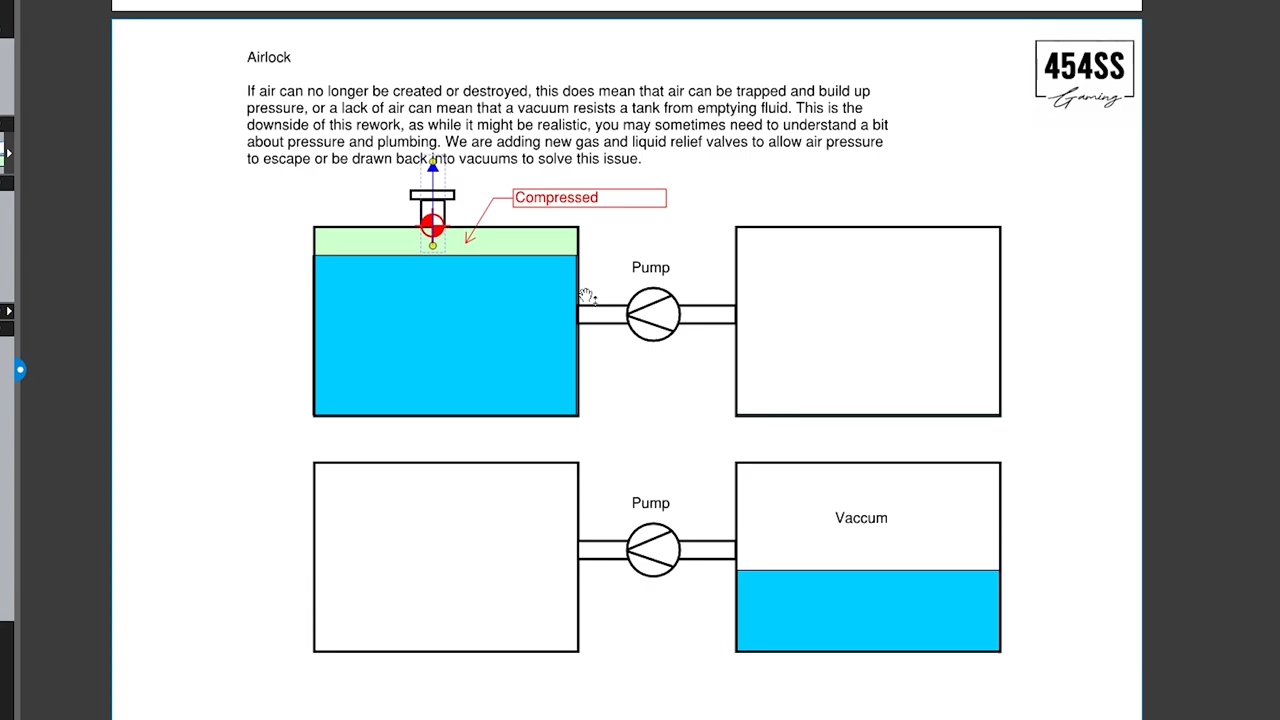 Airlock
454SS
Gaming
If air can no longer be created or destroyed, this does mean that air can be trapped and build up
pressure, or a lack of air can mean that a vacuum resists a tank from emptying fluid. This is the
downside of this rework, as while it might be realistic, you may sometimes need to understand a bit
about pressure and plumbing. We are adding new gas and liquid relief valves to allow air pressure
to escape or be drawn back into vacuums to solve this issue.
Compressed
Pump
Pump
Vaccum